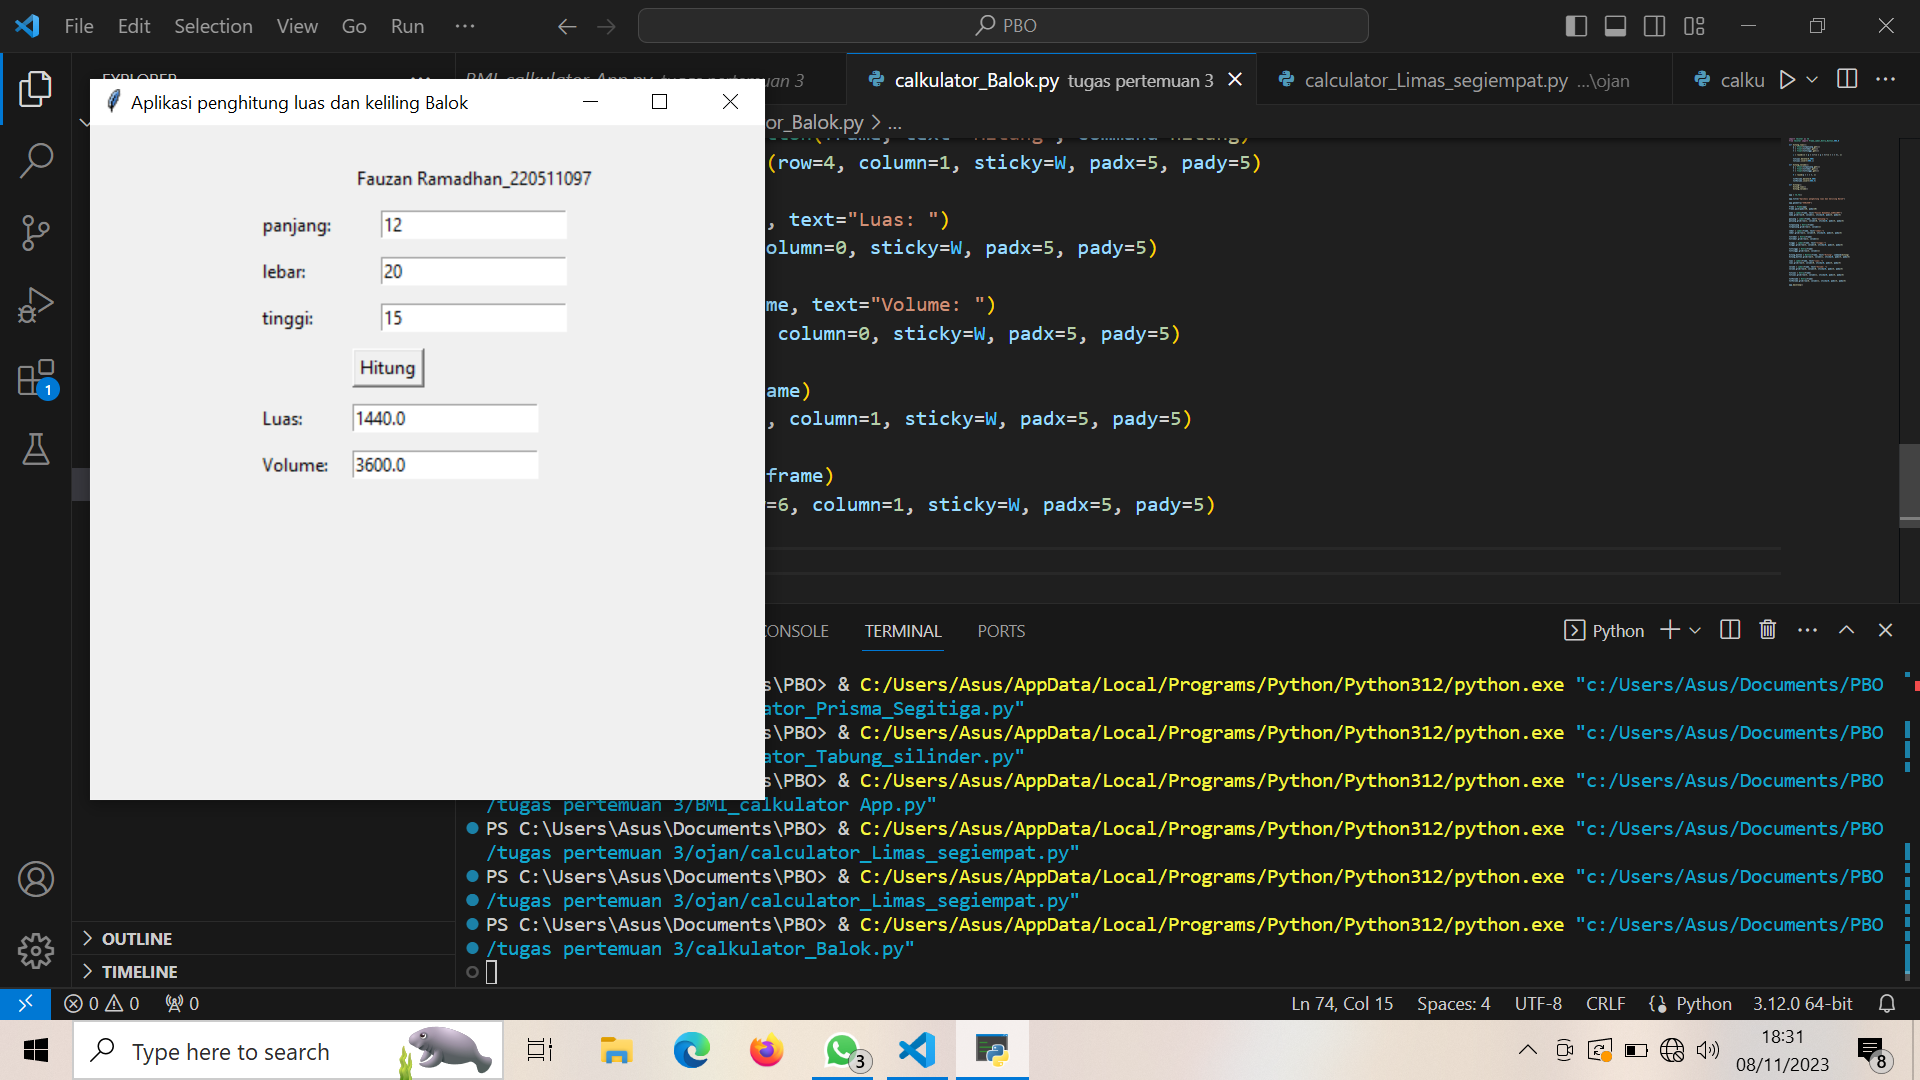 File Edit Selection View Go Run ...
PBO
EXPLORER
BMI_calkulator App.py tugas pertemuan 3
calkulator_Balok.py tugas pertemuan 3
calculator_Limas_segiempat.py ...\ojan
calku
Aplikasi penghitung luas dan keliling Balok
Fauzan Ramadhan_220511097
panjang: 12
lebar: 20
tinggi: 15
Hitung
Luas: 1440.0
Volume: 3600.0
or_Balok.py > ...
(row=4, column=1, sticky=W, padx=5, pady=5)
, text="Luas: ")
olumn=0, sticky=W, padx=5, pady=5)
me, text="Volume: ")
column=0, sticky=W, padx=5, pady=5)
ame)
, column=1, sticky=W, padx=5, pady=5)
frame)
=6, column=1, sticky=W, padx=5, pady=5)
CONSOLE TERMINAL PORTS
Python
s\PBO> & C:/Users/Asus/AppData/Local/Programs/Python/Python312/python.exe "c:/Users/Asus/Documents/PBO
ator_Prisma_Segitiga.py"
s\PBO> & C:/Users/Asus/AppData/Local/Programs/Python/Python312/python.exe "c:/Users/Asus/Documents/PBO
ator_Tabung_silinder.py"
s\PBO> & C:/Users/Asus/AppData/Local/Programs/Python/Python312/python.exe "c:/Users/Asus/Documents/PBO
/tugas pertemuan 3/BMI_calkulator App.py"
PS C:\Users\Asus\Documents\PBO> & C:/Users/Asus/AppData/Local/Programs/Python/Python312/python.exe "c:/Users/Asus/Documents/PBO
/tugas pertemuan 3/ojan/calculator_Limas_segiempat.py"
PS C:\Users\Asus\Documents\PBO> & C:/Users/Asus/AppData/Local/Programs/Python/Python312/python.exe "c:/Users/Asus/Documents/PBO
/tugas pertemuan 3/ojan/calculator_Limas_segiempat.py"
PS C:\Users\Asus\Documents\PBO> & C:/Users/Asus/AppData/Local/Programs/Python/Python312/python.exe "c:/Users/Asus/Documents/PBO
/tugas pertemuan 3/calkulator_Balok.py"
1
OUTLINE
TIMELINE
0 0 0
Ln 74, Col 15 Spaces: 4 UTF-8 CRLF Python 3.12.0 64-bit
Type here to search
3
18:31
08/11/2023
8